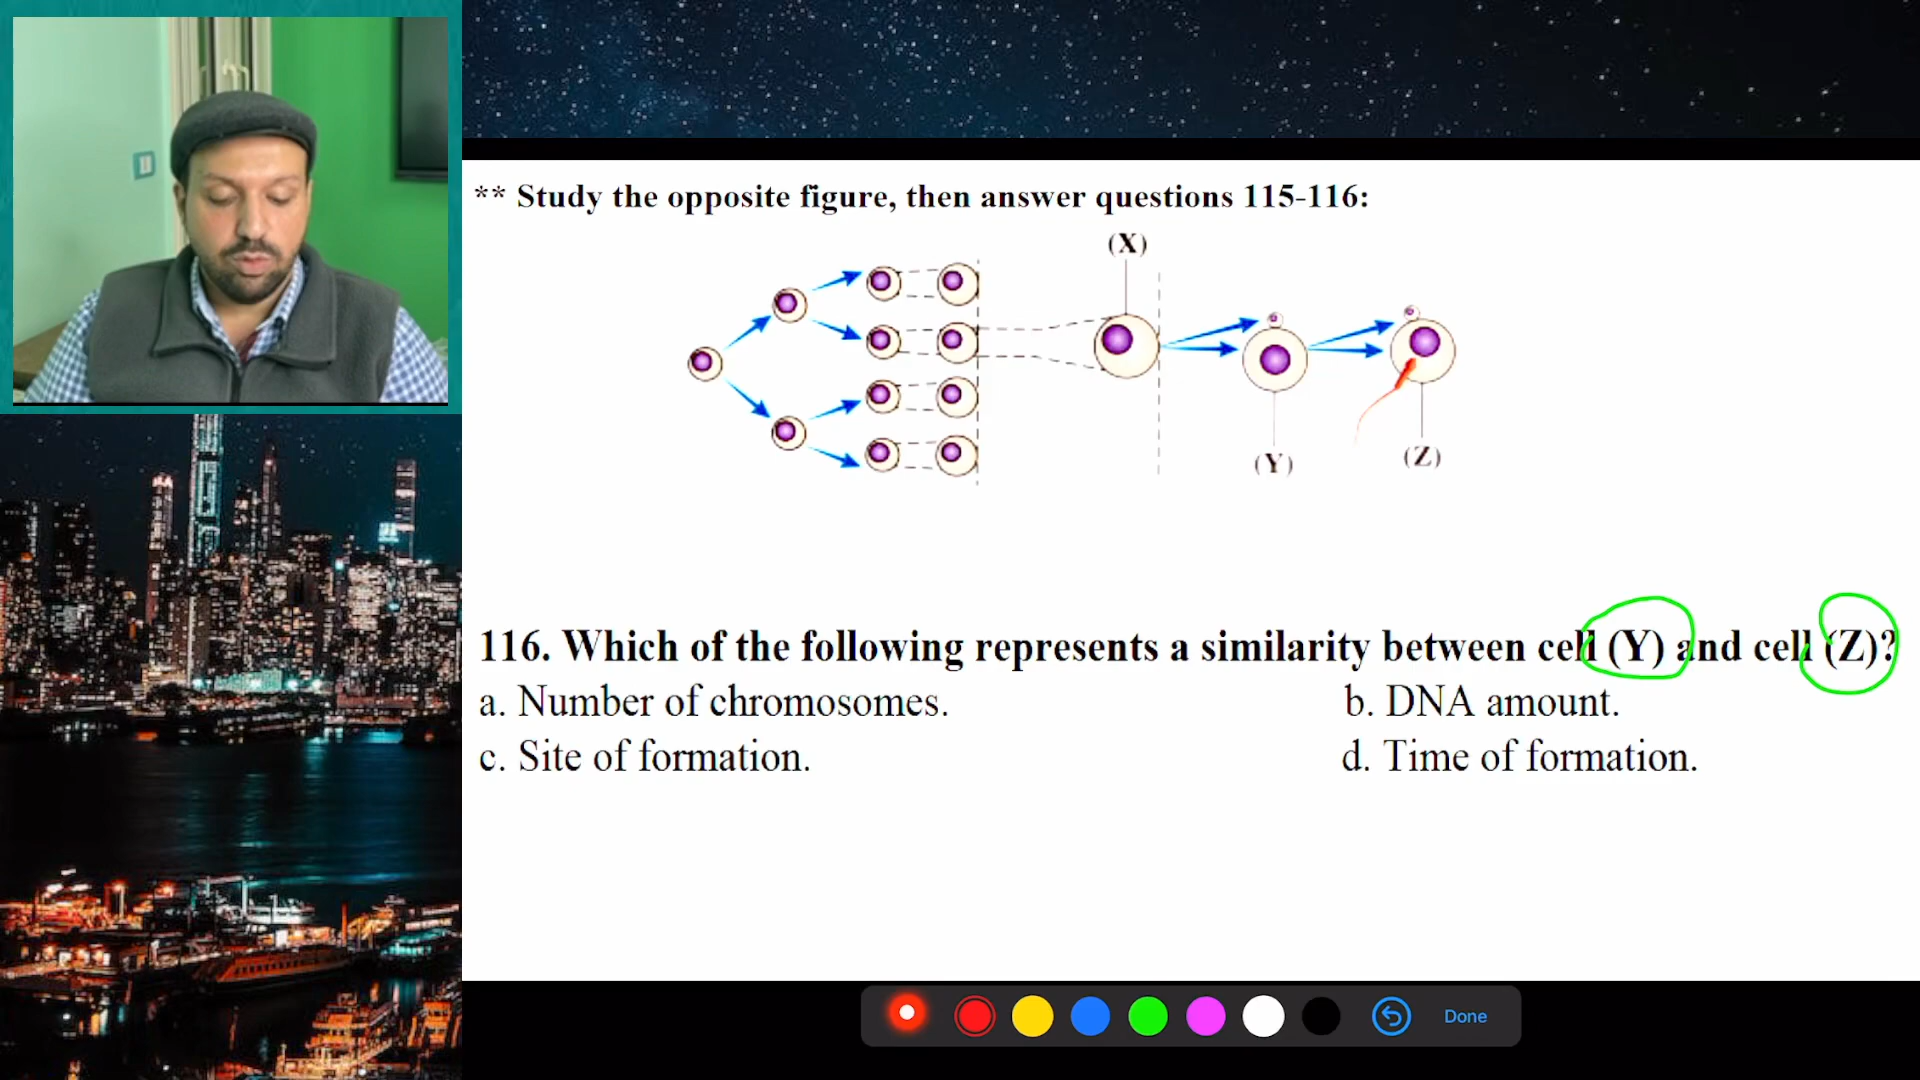 ** Study the opposite figure, then answer questions 115-116:
(X)
(Y)
(Z)
116. Which of the following represents a similarity between cell (Y) and cell (Z)?
a. Number of chromosomes.
b. DNA amount.
c. Site of formation.
d. Time of formation.
Done